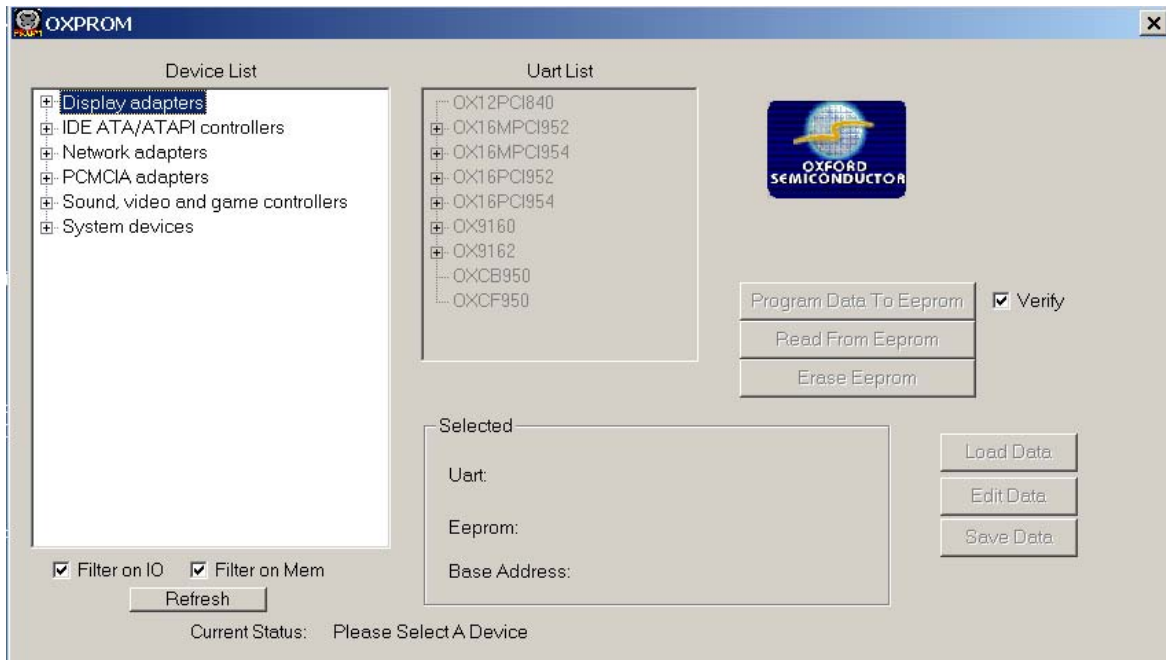 OXPROM
Device List
Display adapters
IDE ATA/ATAPI controllers
Network adapters
PCMCIA adapters
Sound, video and game controllers
System devices
Filter on IO
Filter on Mem
Refresh
Uart List
OX12PCI840
OX16MPCI952
OX16MPCI954
OX16PCI952
OX16PCI954
OX9160
OX9162
OXCB950
OXCF950
OXFORD
SEMICONDUCTOR
Program Data To Eeprom
Verify
Read From Eeprom
Erase Eeprom
Selected
Uart:
Eeprom:
Base Address:
Load Data
Edit Data
Save Data
Current Status: Please Select A Device